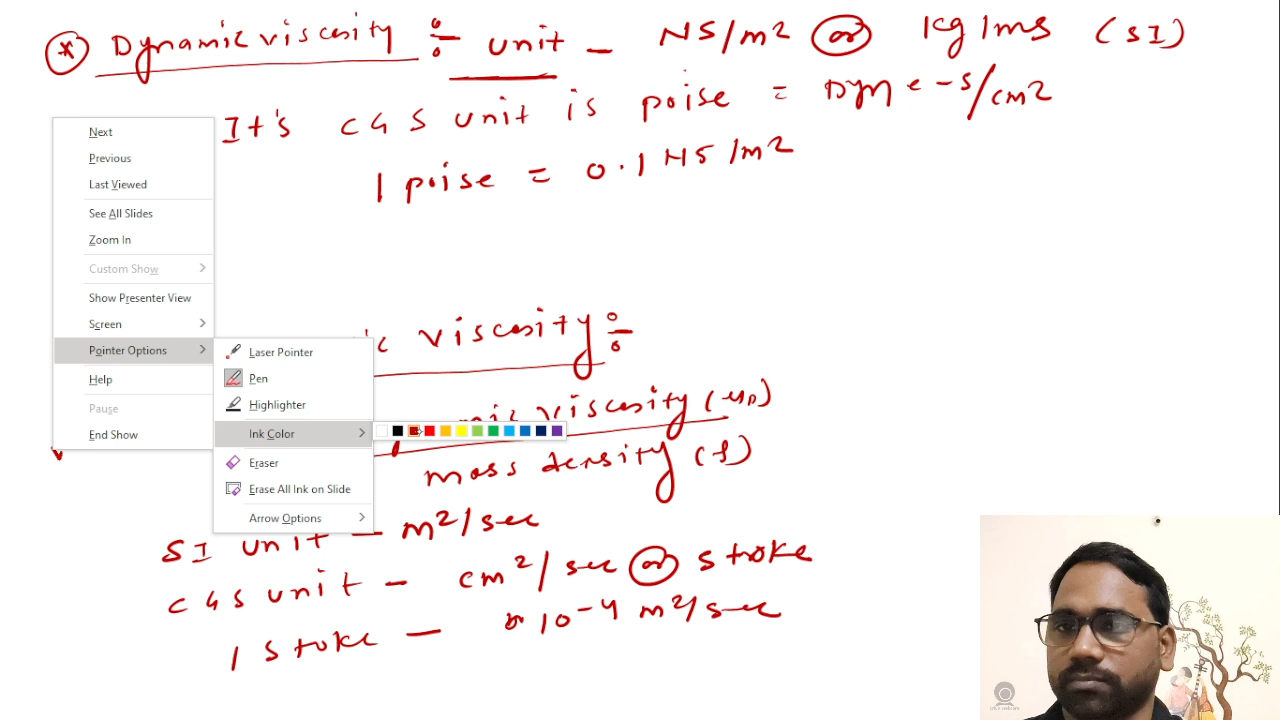 * Dynamic viscosity ÷ unit - NS/m2 or kg/ms (SI)
It's CGS unit is poise = Dyne-s/cm2
1 poise = 0.1 NS/m2
Next
Previous
Last Viewed
See All Slides
Zoom In
Custom Show
Show Presenter View
Screen
Pointer Options
Help
Pause
End Show
Laser Pointer
Pen
Highlighter
Ink Color
Eraser
Erase All Ink on Slide
Arrow Options
viscosity ÷
viscosity
mass density (ρ)
SI unit - m2/sec
CGS unit - cm2/sec or stroke
1 stoke - 10-4 m2/sec